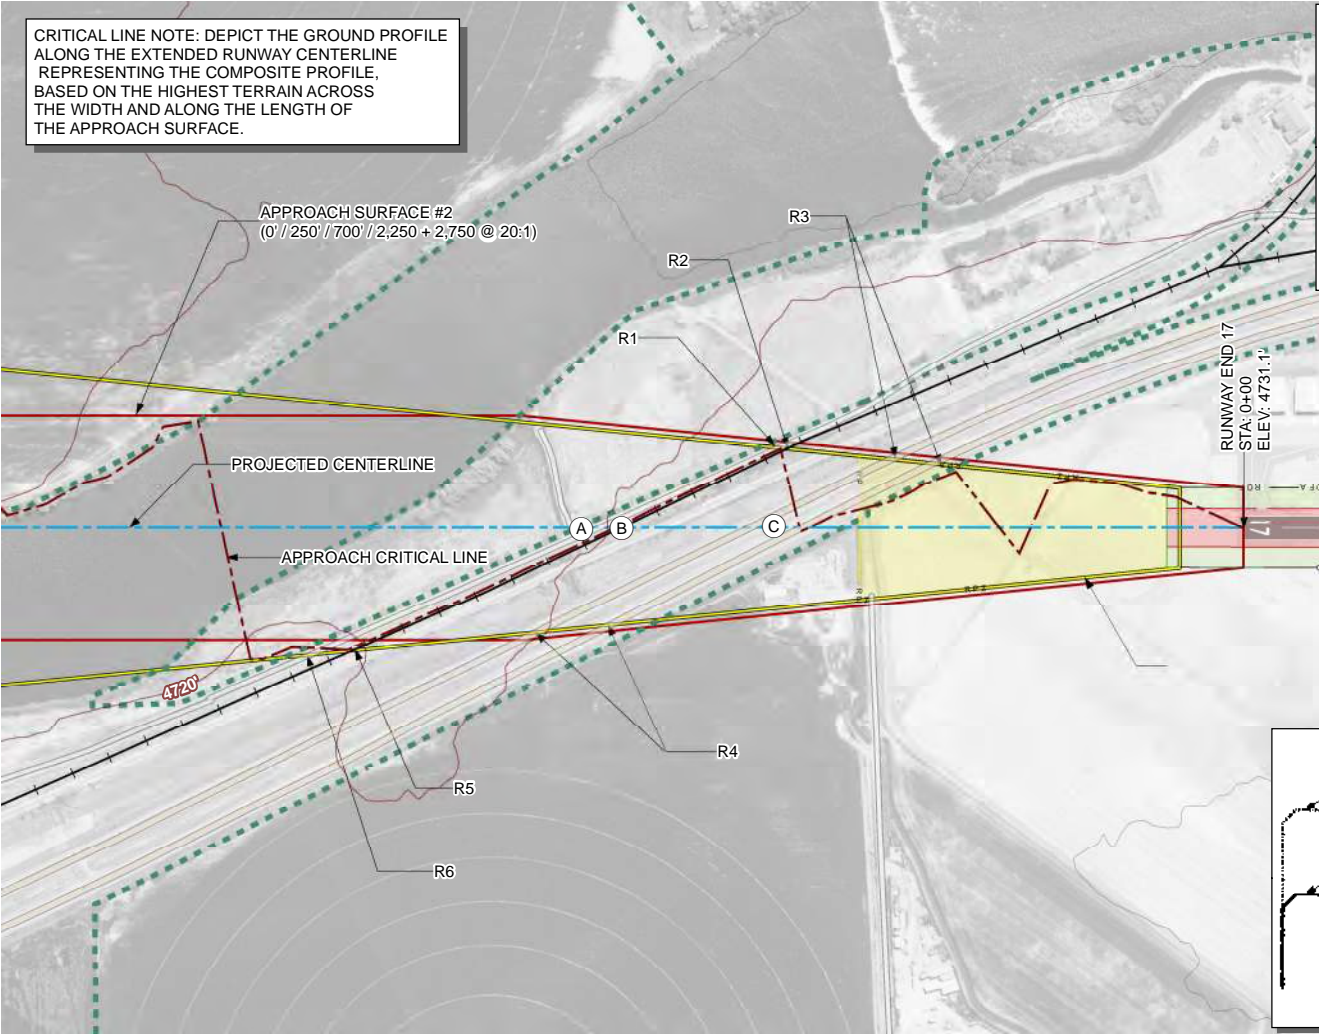 CRITICAL LINE NOTE: DEPICT THE GROUND PROFILE
ALONG THE EXTENDED RUNWAY CENTERLINE
REPRESENTING THE COMPOSITE PROFILE,
BASED ON THE HIGHEST TERRAIN ACROSS
THE WIDTH AND ALONG THE LENGTH OF
THE APPROACH SURFACE.
APPROACH SURFACE #2
(0' / 250' / 700' / 2,250 + 2,750 @ 20:1)
R3
R2
R1
RUNWAY END 17
STA: 0+00
ELEV: 4731.1'
PROJECTED CENTERLINE
A
B
C
17
APPROACH CRITICAL LINE
RPZ
4720'
R4
R5
R6